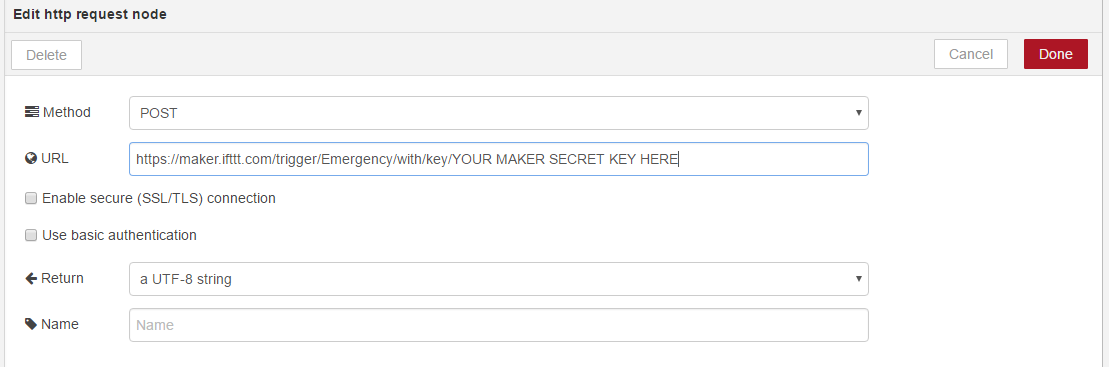 Edit http request node
Delete
Cancel
Done
Method
POST
URL
https://maker.ifttt.com/trigger/Emergency/with/key/YOUR MAKER SECRET KEY HERE
Enable secure (SSL/TLS) connection
Use basic authentication
Return
a UTF-8 string
Name
Name